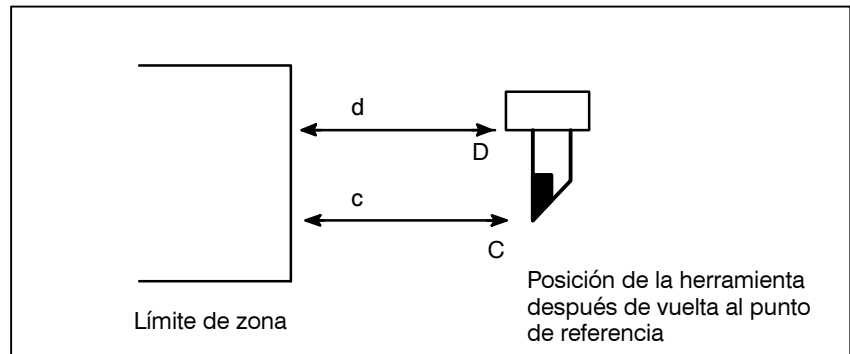 d
D
c
C
Posición de la herramienta
después de vuelta al punto
de referencia
Límite de zona